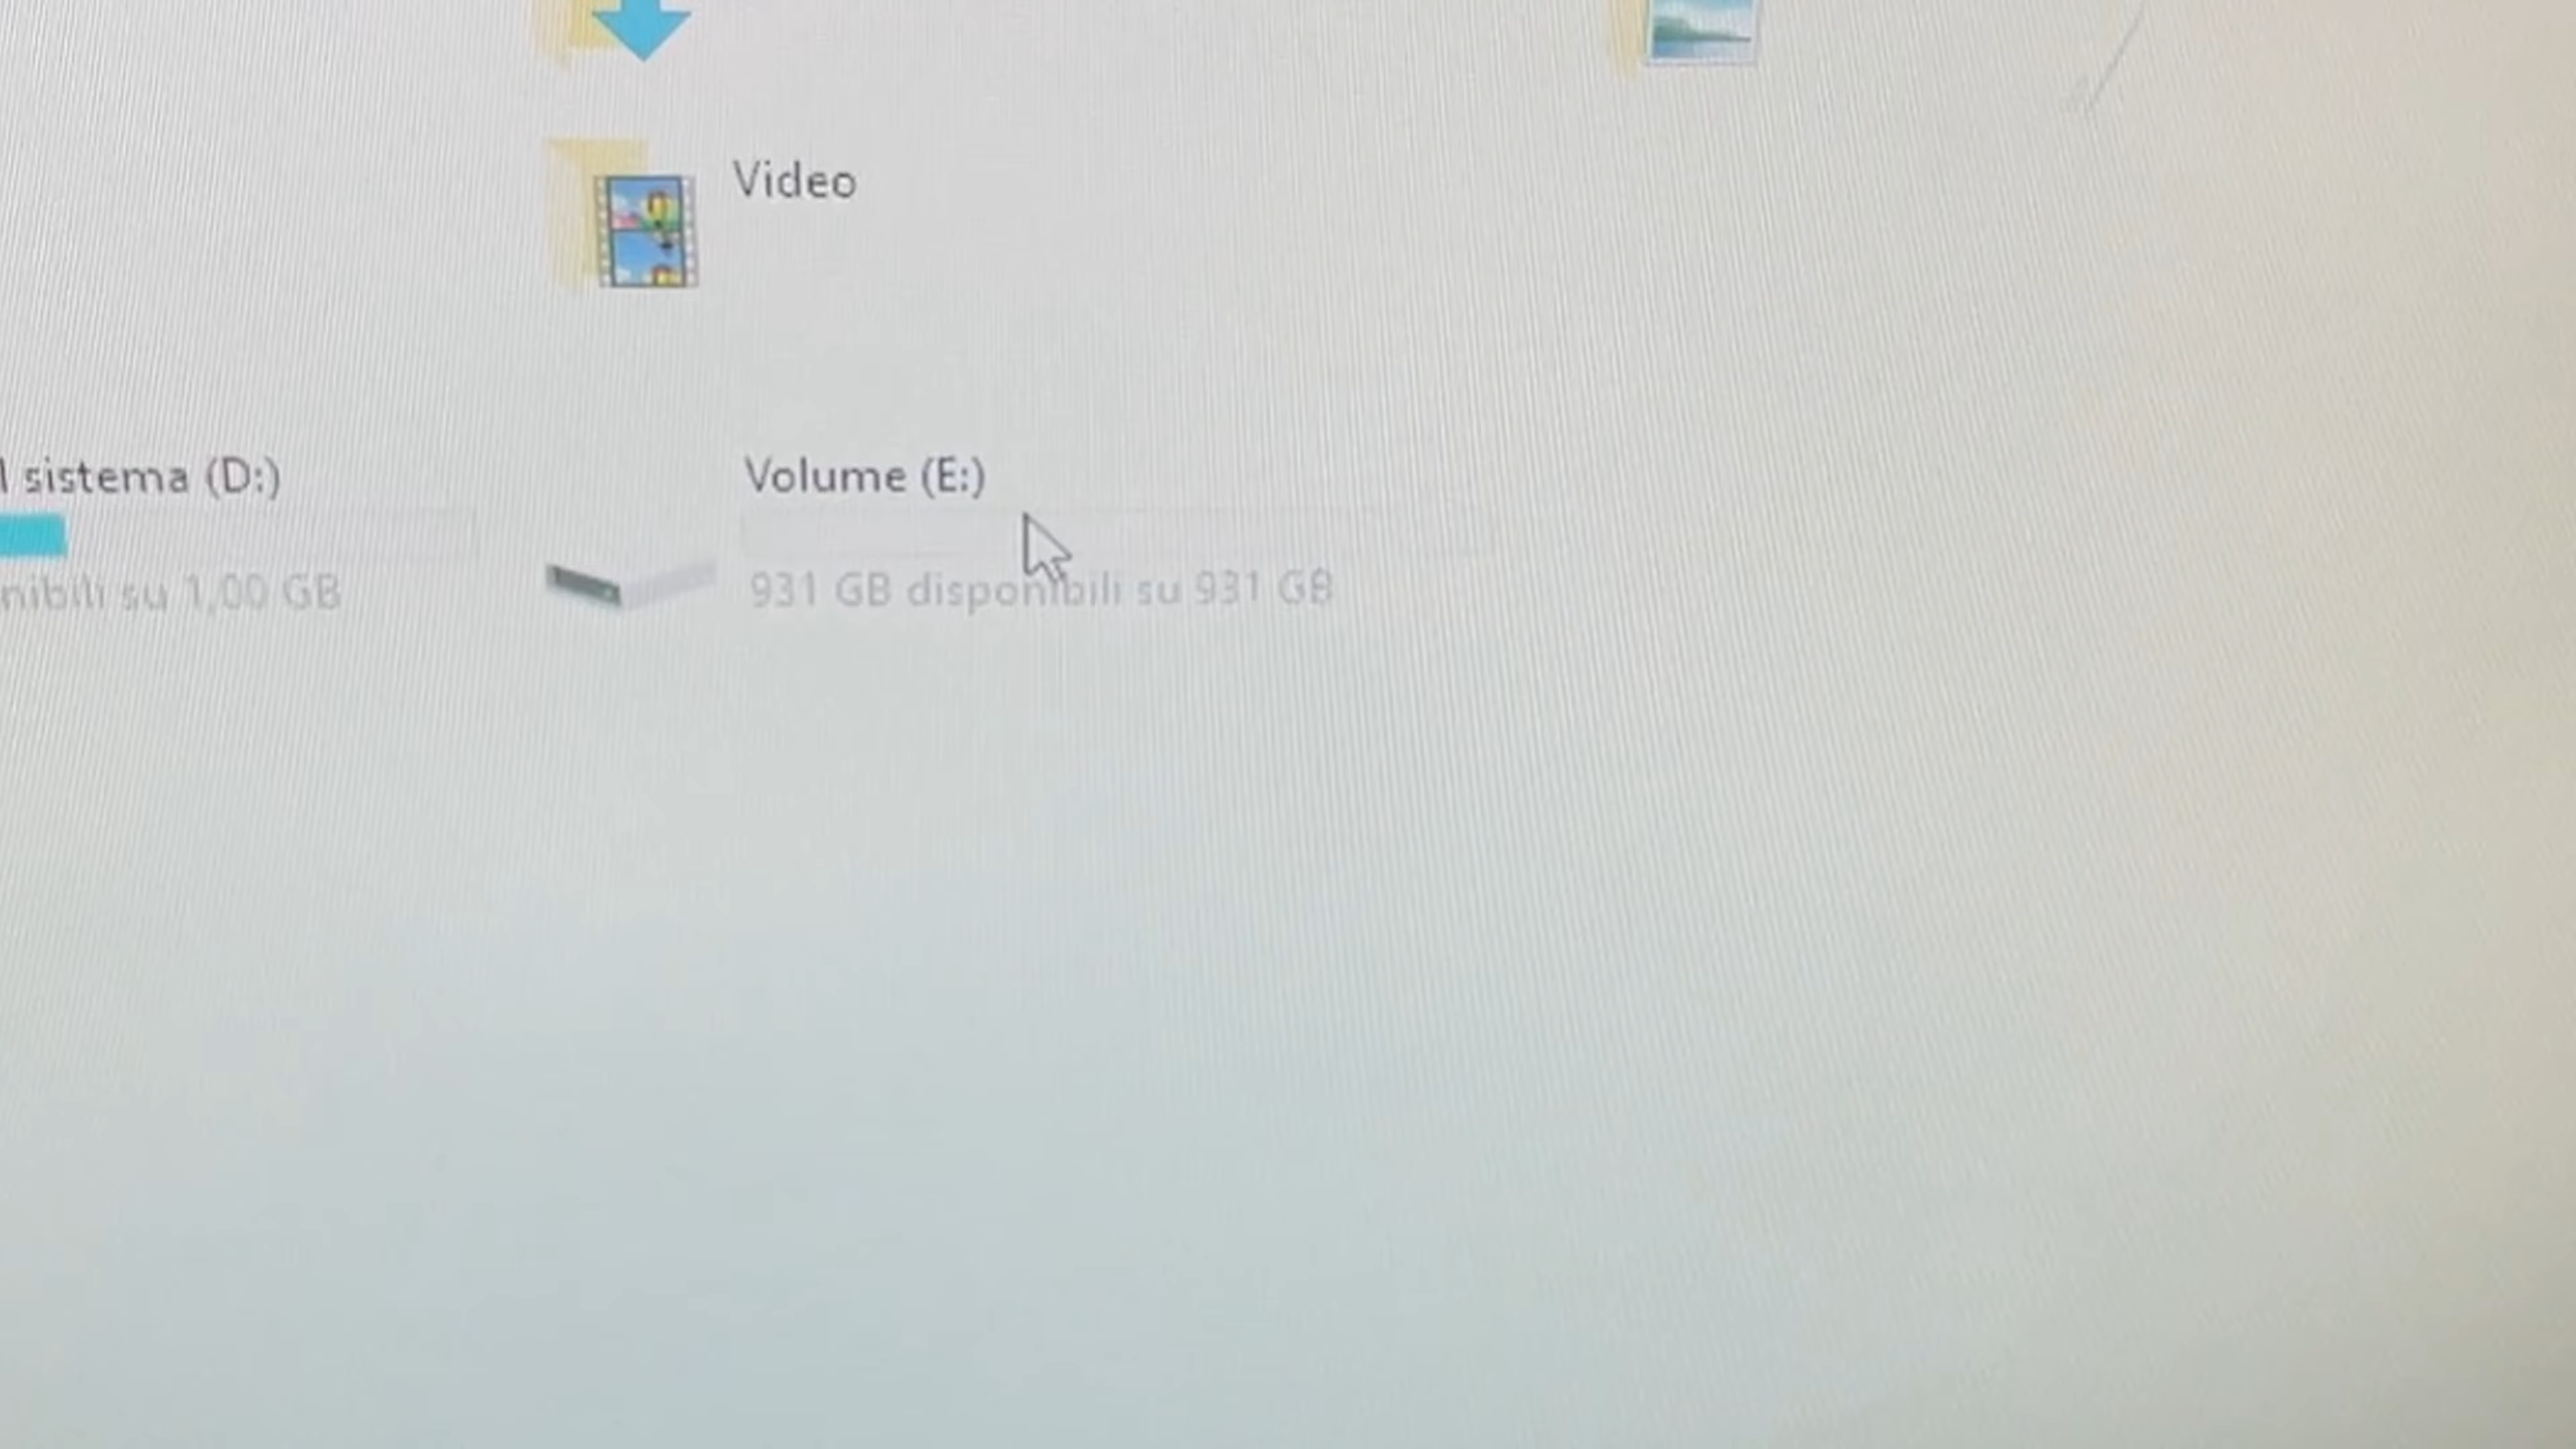 Video
l sistema (D:)
nibili su 1,00 GB
Volume (E:)
931 GB disponibili su 931 GB